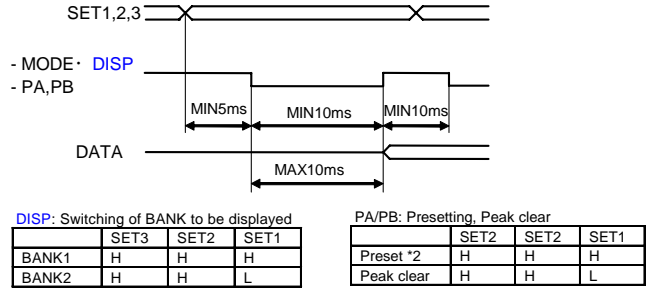 SET1,2,3
- MODE・ DISP
- PA,PB
MIN5ms MIN10ms MIN10ms
DATA
MAX10ms
DISP: Switching of BANK to be displayed
SET3 SET2 SET1
BANK1 H H H
BANK2 H H L
PA/PB: Presetting, Peak clear
SET2 SET2 SET1
Preset *2 H H H
Peak clear H H L